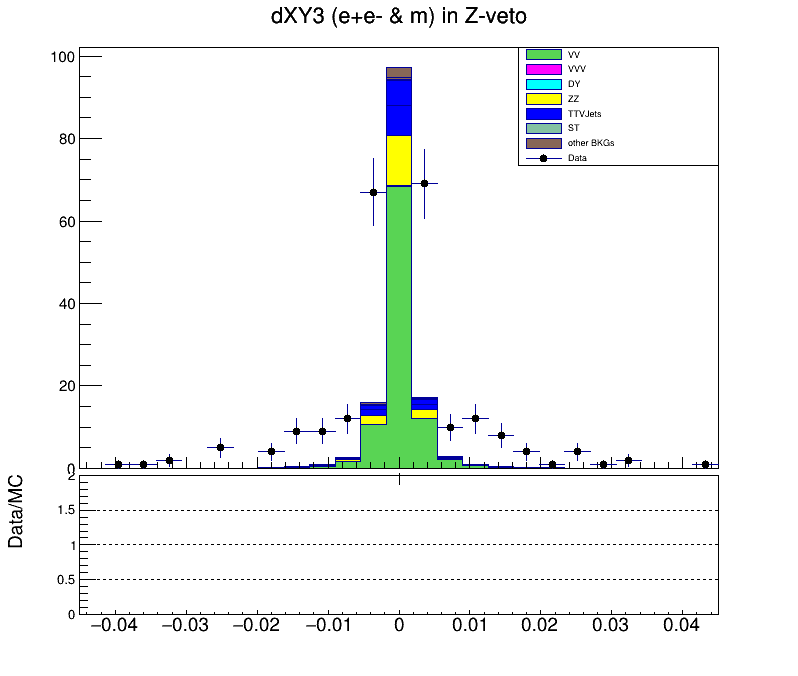 dXY3 (e+e- & m) in Z-veto
100
80
60
40
20
0
VV
VVV
DY
ZZ
TTVJets
ST
other BKGs
Data
Data/MC
2
1.5
1
0.5
0
−0.04 −0.03 −0.02 −0.01 0 0.01 0.02 0.03 0.04